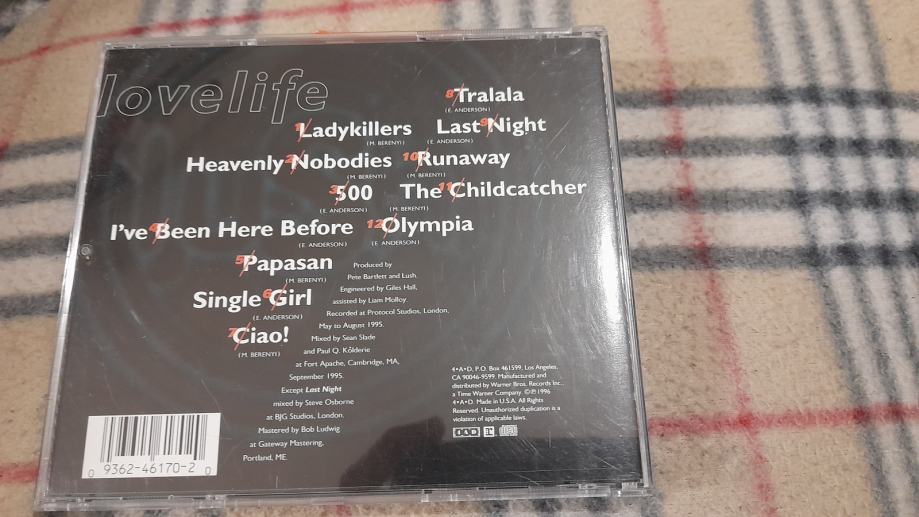 lovelife
1/Ladykillers
(M. BERENYI)
Heavenly 2/Nobodies
(M. BERENYI)
3/500
(E. ANDERSON)
I've 4/Been Here Before
(E. ANDERSON)
5/Papasan
(M. BERENYI)
Single 6/Girl
(E. ANDERSON)
7/Ciao!
(M. BERENYI)
8/Tralala
(E. ANDERSON)
Last 9/Night
(E. ANDERSON)
10/Runaway
(M. BERENYI)
The 11/Childcatcher
(M. BERENYI)
12/Olympia
(E. ANDERSON)
Produced by
Pete Bartlett and Lush.
Engineered by Giles Hall,
assisted by Liam Molloy.
Recorded at Protocol Studios, London,
May to August 1995.
Mixed by Sean Slade
and Paul Q. Kolderie
at Fort Apache, Cambridge, MA,
September 1995.
Except Last Night
mixed by Steve Osborne
at BJG Studios, London.
Mastered by Bob Ludwig
at Gateway Mastering,
Portland, ME.
4•A•D, P.O. Box 461599, Los Angeles,
CA 90046-9599. Manufactured and
distributed by Warner Bros. Records Inc.,
a Time Warner Company ©℗ 1996
4•A•D. Made in U.S.A. All Rights
Reserved. Unauthorized duplication is a
violation of applicable laws.
0 9362-46170-2 0